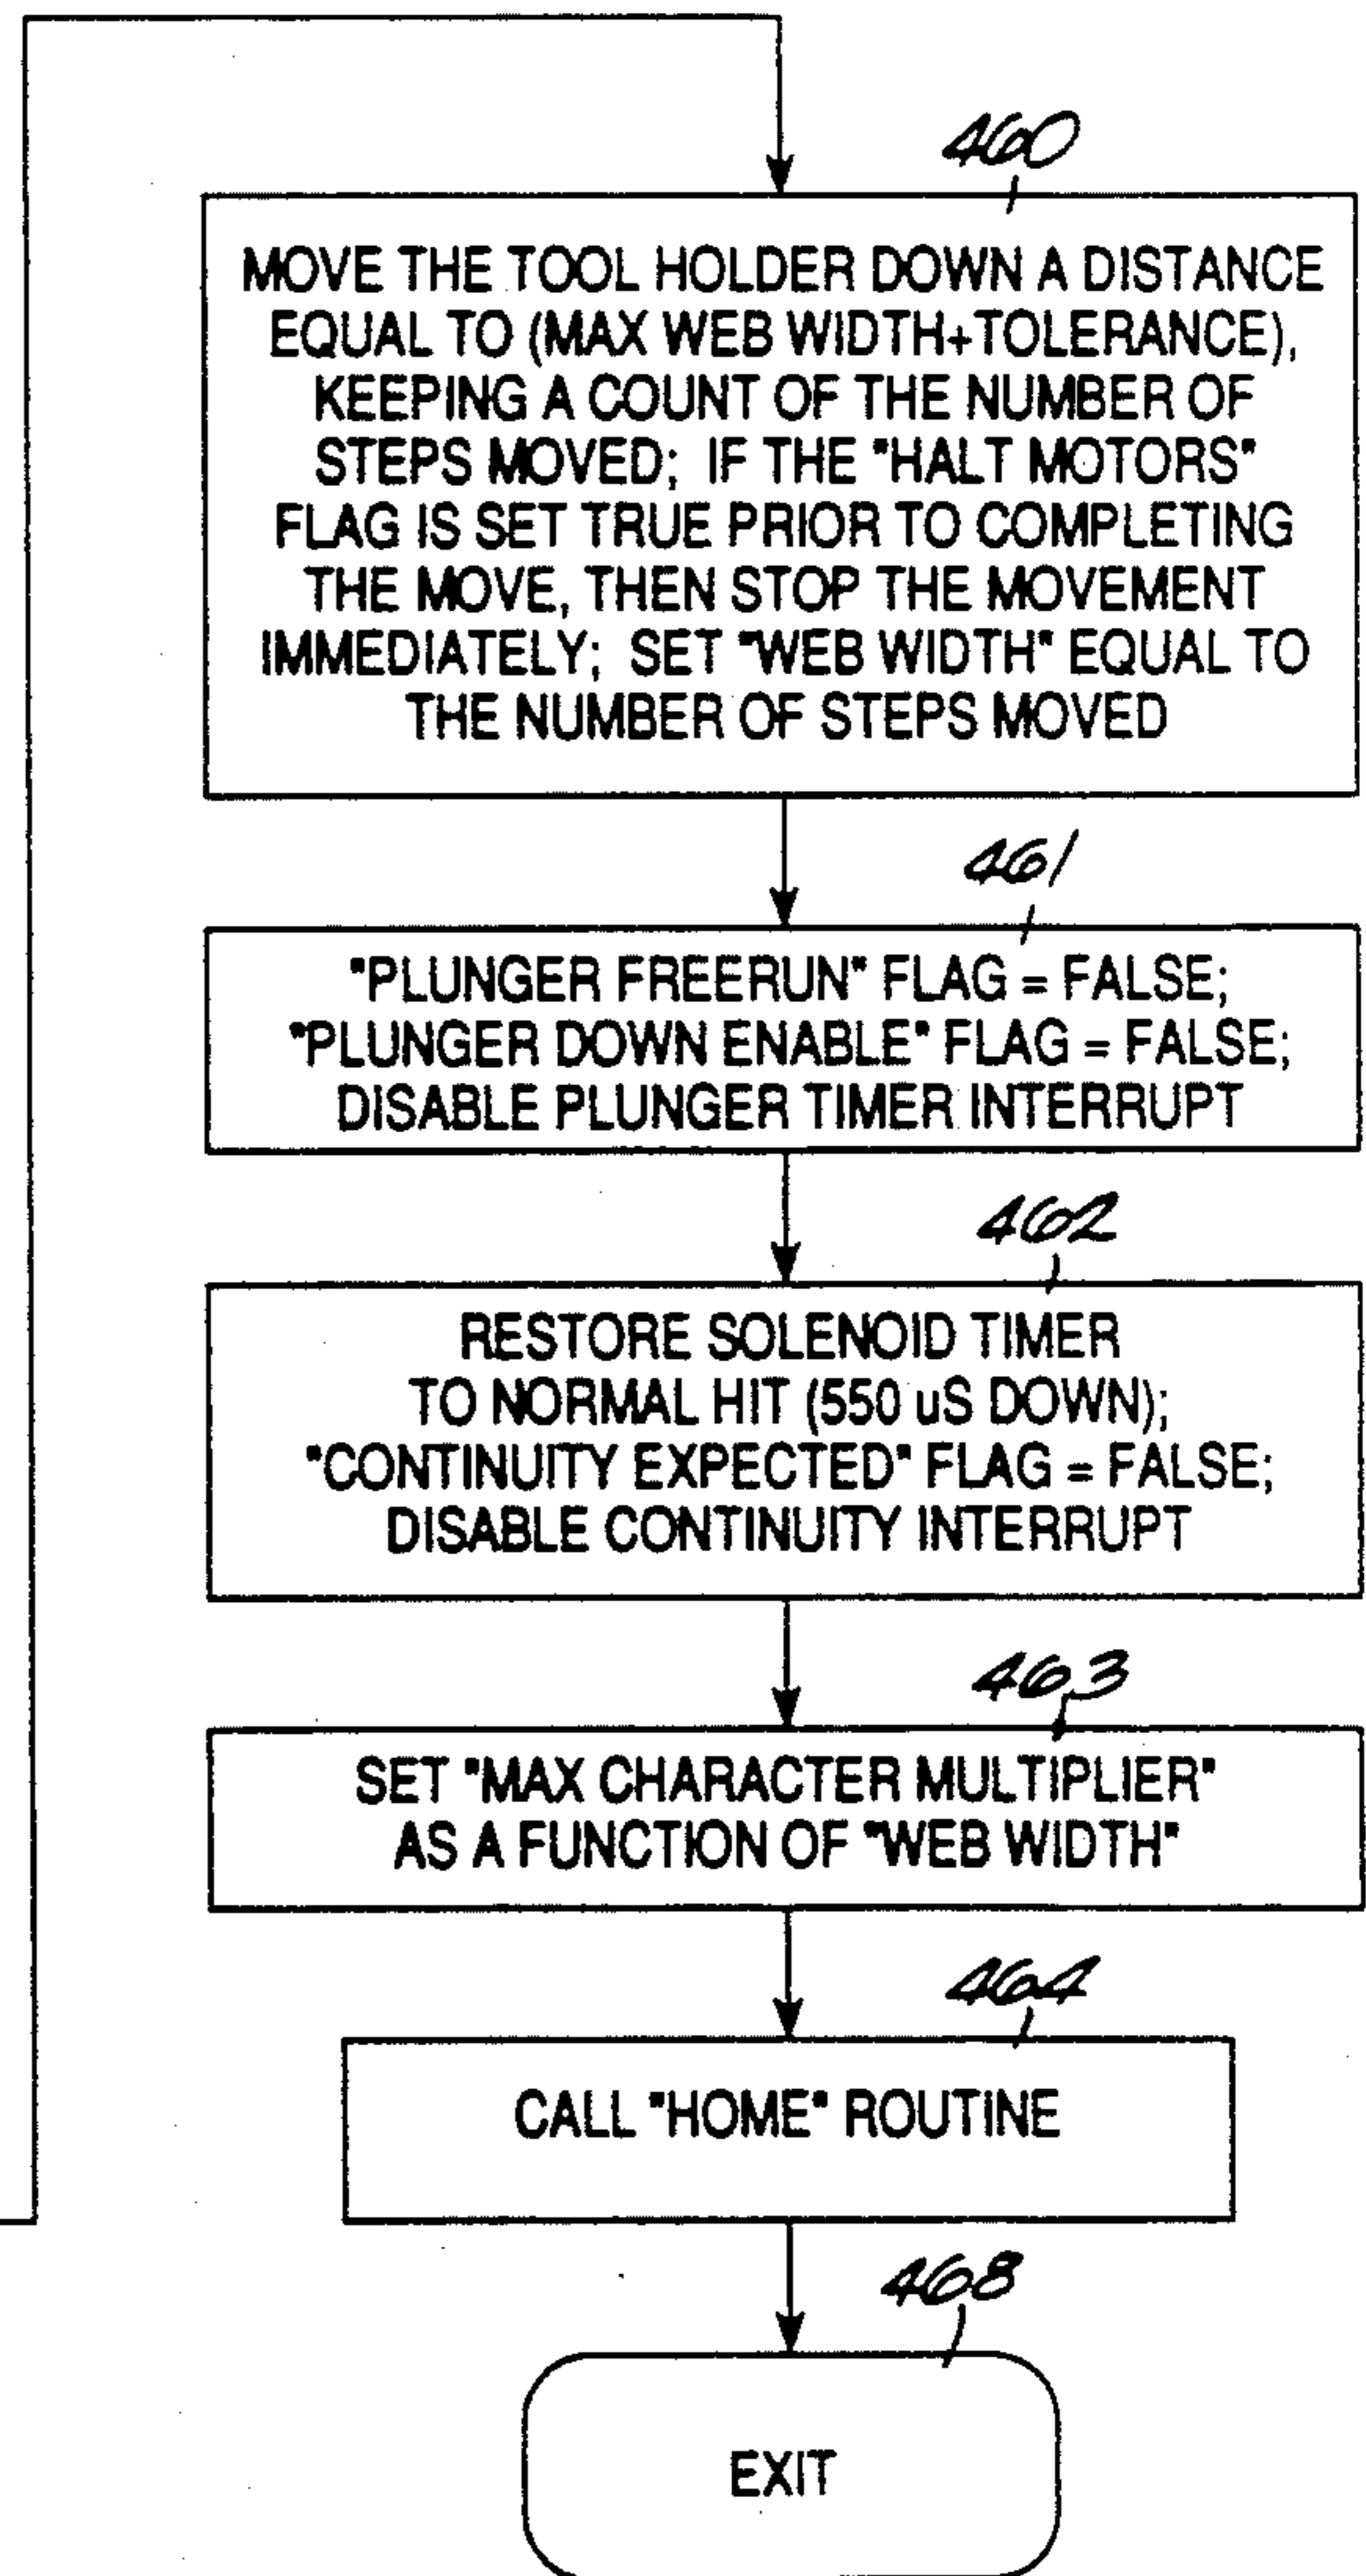 460
MOVE THE TOOL HOLDER DOWN A DISTANCE
EQUAL TO (MAX WEB WIDTH+TOLERANCE),
KEEPING A COUNT OF THE NUMBER OF
STEPS MOVED; IF THE "HALT MOTORS"
FLAG IS SET TRUE PRIOR TO COMPLETING
THE MOVE, THEN STOP THE MOVEMENT
IMMEDIATELY; SET "WEB WIDTH" EQUAL TO
THE NUMBER OF STEPS MOVED
461
"PLUNGER FREERUN" FLAG = FALSE;
"PLUNGER DOWN ENABLE" FLAG = FALSE;
DISABLE PLUNGER TIMER INTERRUPT
462
RESTORE SOLENOID TIMER
TO NORMAL HIT (550 uS DOWN);
"CONTINUITY EXPECTED" FLAG = FALSE;
DISABLE CONTINUITY INTERRUPT
463
SET "MAX CHARACTER MULTIPLIER"
AS A FUNCTION OF "WEB WIDTH"
464
CALL "HOME" ROUTINE
468
EXIT